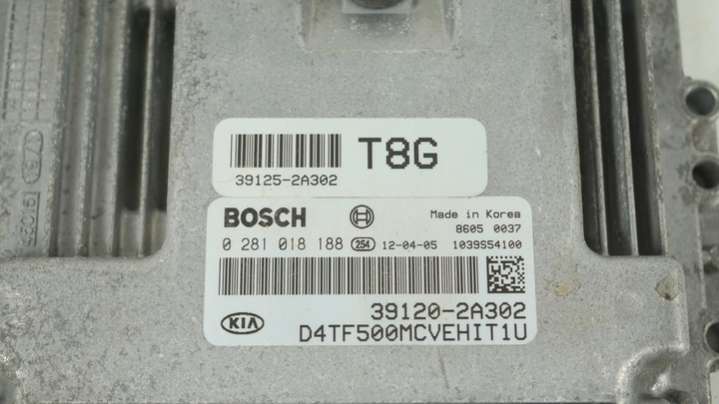 T8G
39125-2A302
BOSCH
Made in Korea
8605 0037
0 281 018 188 254 12-04-05 1039S54100
39120-2A302
KIA
D4TF500MCVEHIT1U